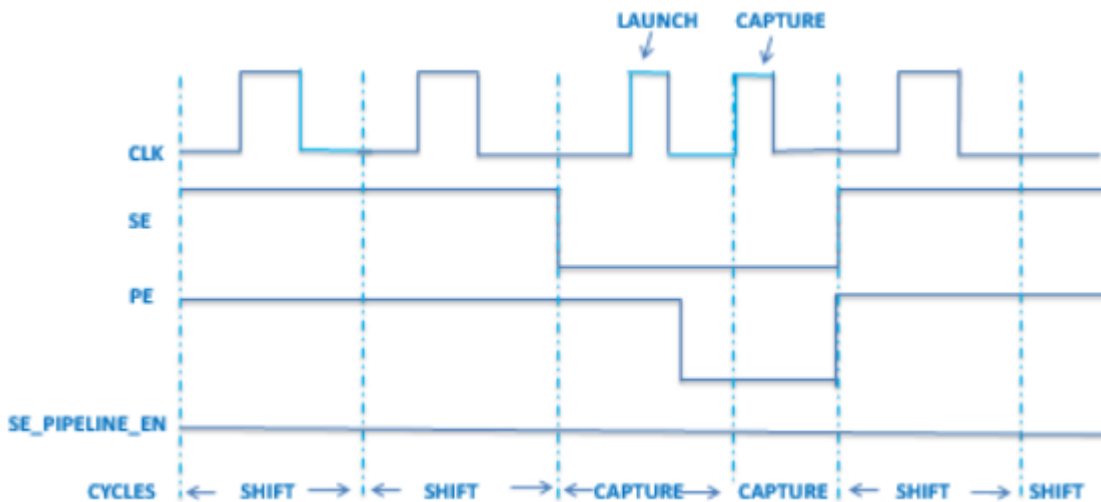 LAUNCH CAPTURE
CLK
SE
PE
SE_PIPELINE_EN
CYCLES SHIFT SHIFT CAPTURE CAPTURE SHIFT SHIFT